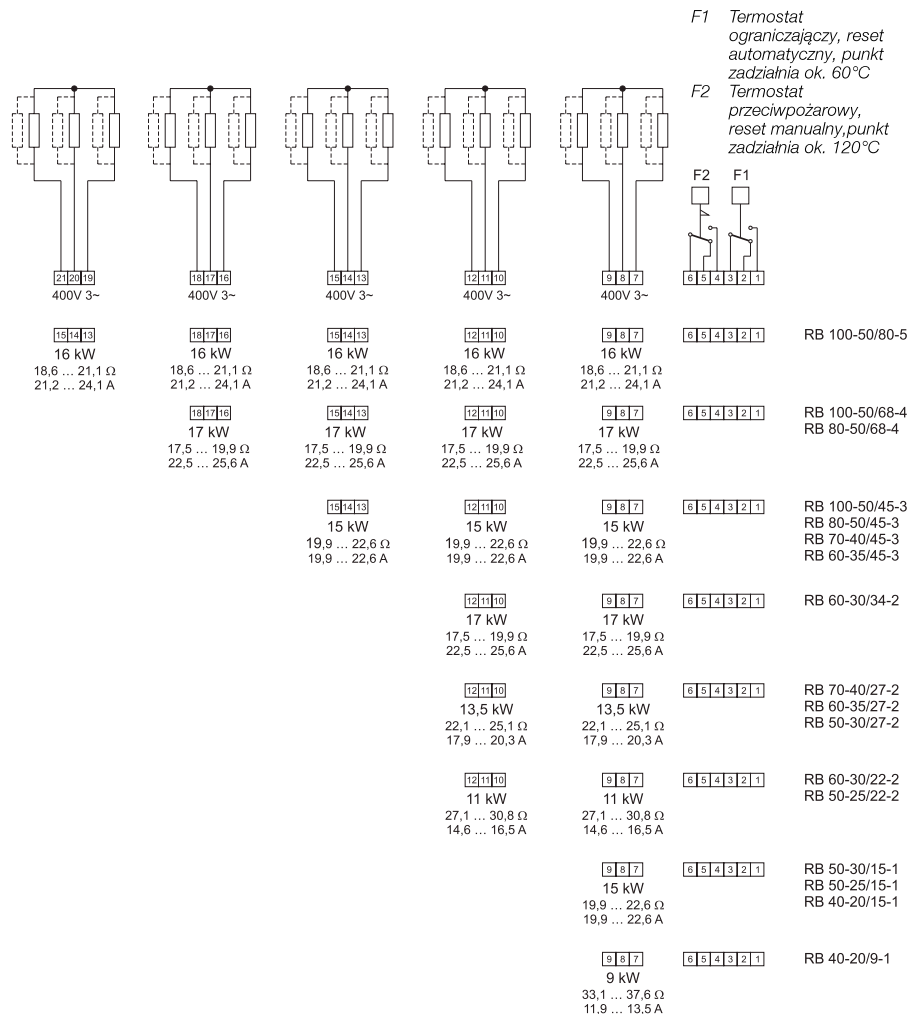 F1 Termostat
ograniczający, reset
automatyczny, punkt
zadziałnia ok. 60°C
F2 Termostat
przeciwpożarowy,
reset manualny,punkt
zadziałnia ok. 120°C
F2 F1
21 20 19 18 17 16 15 14 13 12 11 10 9 8 7 6 5 4 3 2 1
400V 3~ 400V 3~ 400V 3~ 400V 3~ 400V 3~
15 14 13 18 17 16 15 14 13 12 11 10 9 8 7 6 5 4 3 2 1 RB 100-50/80-5
16 kW 16 kW 16 kW 16 kW 16 kW
18,6 ... 21,1 Ω 18,6 ... 21,1 Ω 18,6 ... 21,1 Ω 18,6 ... 21,1 Ω 18,6 ... 21,1 Ω
21,2 ... 24,1 A 21,2 ... 24,1 A 21,2 ... 24,1 A 21,2 ... 24,1 A 21,2 ... 24,1 A
18 17 16 15 14 13 12 11 10 9 8 7 6 5 4 3 2 1 RB 100-50/68-4
17 kW 17 kW 17 kW 17 kW RB 80-50/68-4
17,5 ... 19,9 Ω 17,5 ... 19,9 Ω 17,5 ... 19,9 Ω 17,5 ... 19,9 Ω
22,5 ... 25,6 A 22,5 ... 25,6 A 22,5 ... 25,6 A 22,5 ... 25,6 A
15 14 13 12 11 10 9 8 7 6 5 4 3 2 1 RB 100-50/45-3
15 kW 15 kW 15 kW RB 80-50/45-3
19,9 ... 22,6 Ω 19,9 ... 22,6 Ω 19,9 ... 22,6 Ω RB 70-40/45-3
19,9 ... 22,6 A 19,9 ... 22,6 A 19,9 ... 22,6 A RB 60-35/45-3
12 11 10 9 8 7 6 5 4 3 2 1 RB 60-30/34-2
17 kW 17 kW
17,5 ... 19,9 Ω 17,5 ... 19,9 Ω
22,5 ... 25,6 A 22,5 ... 25,6 A
12 11 10 9 8 7 6 5 4 3 2 1 RB 70-40/27-2
13,5 kW 13,5 kW RB 60-35/27-2
22,1 ... 25,1 Ω 22,1 ... 25,1 Ω RB 50-30/27-2
17,9 ... 20,3 A 17,9 ... 20,3 A
12 11 10 9 8 7 6 5 4 3 2 1 RB 60-30/22-2
11 kW 11 kW RB 50-25/22-2
27,1 ... 30,8 Ω 27,1 ... 30,8 Ω
14,6 ... 16,5 A 14,6 ... 16,5 A
9 8 7 6 5 4 3 2 1 RB 50-30/15-1
15 kW RB 50-25/15-1
19,9 ... 22,6 Ω RB 40-20/15-1
19,9 ... 22,6 A
9 8 7 6 5 4 3 2 1 RB 40-20/9-1
9 kW
33,1 ... 37,6 Ω
11,9 ... 13,5 A